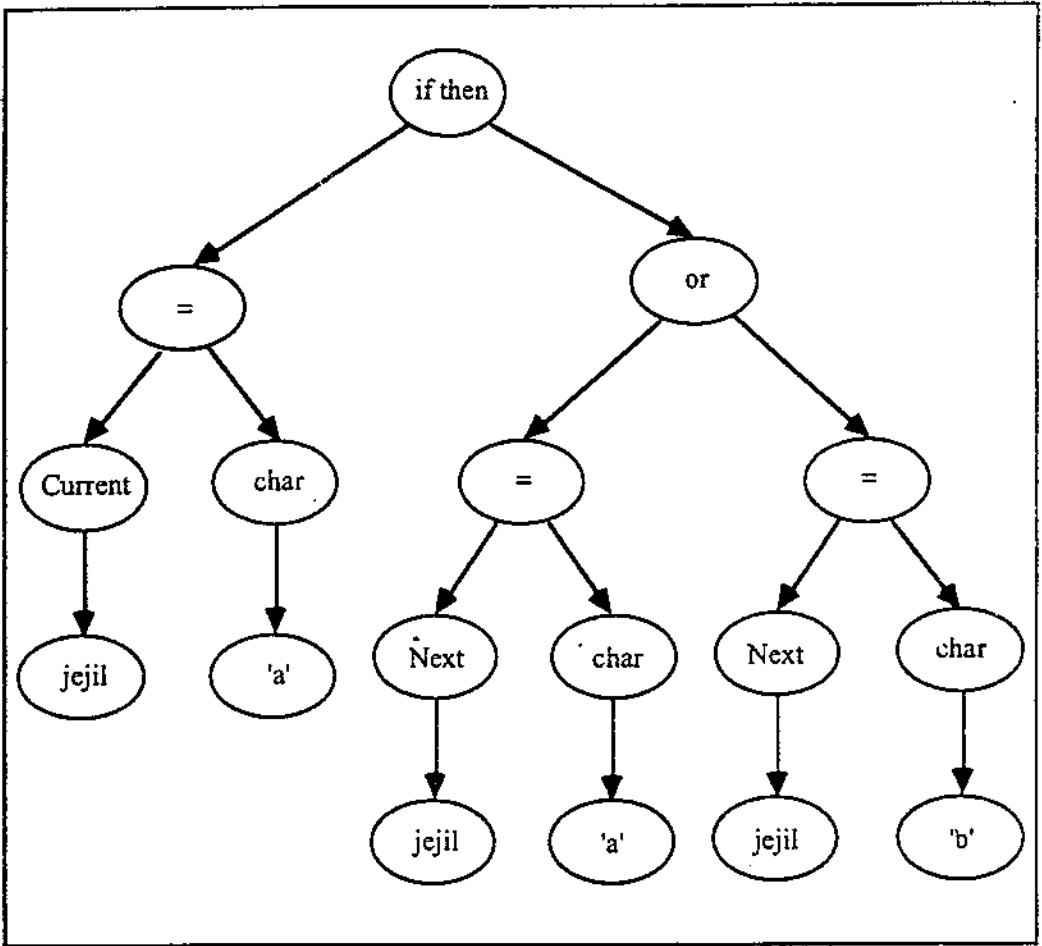 if then
or
=
=
=
Current
char
Next
char
Next
char
jejil
'a'
jejil
'a'
jejil
'b'